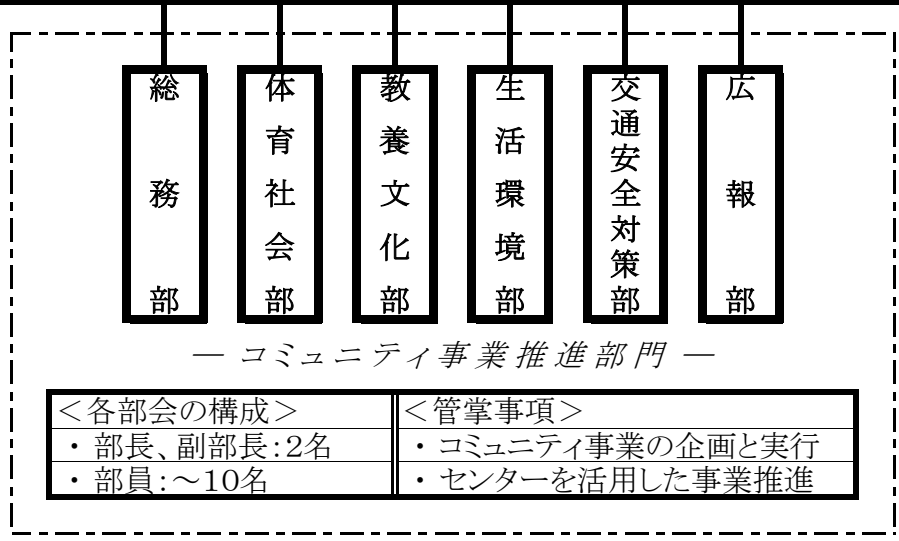 総務部
体育社会部
教養文化部
生活環境部
交通安全対策部
広報部
― コミュニティ事業推進部門 ―
＜各部会の構成＞
・部長、副部長：2名
・部員：～10名
＜管掌事項＞
・コミュニティ事業の企画と実行
・センターを活用した事業推進